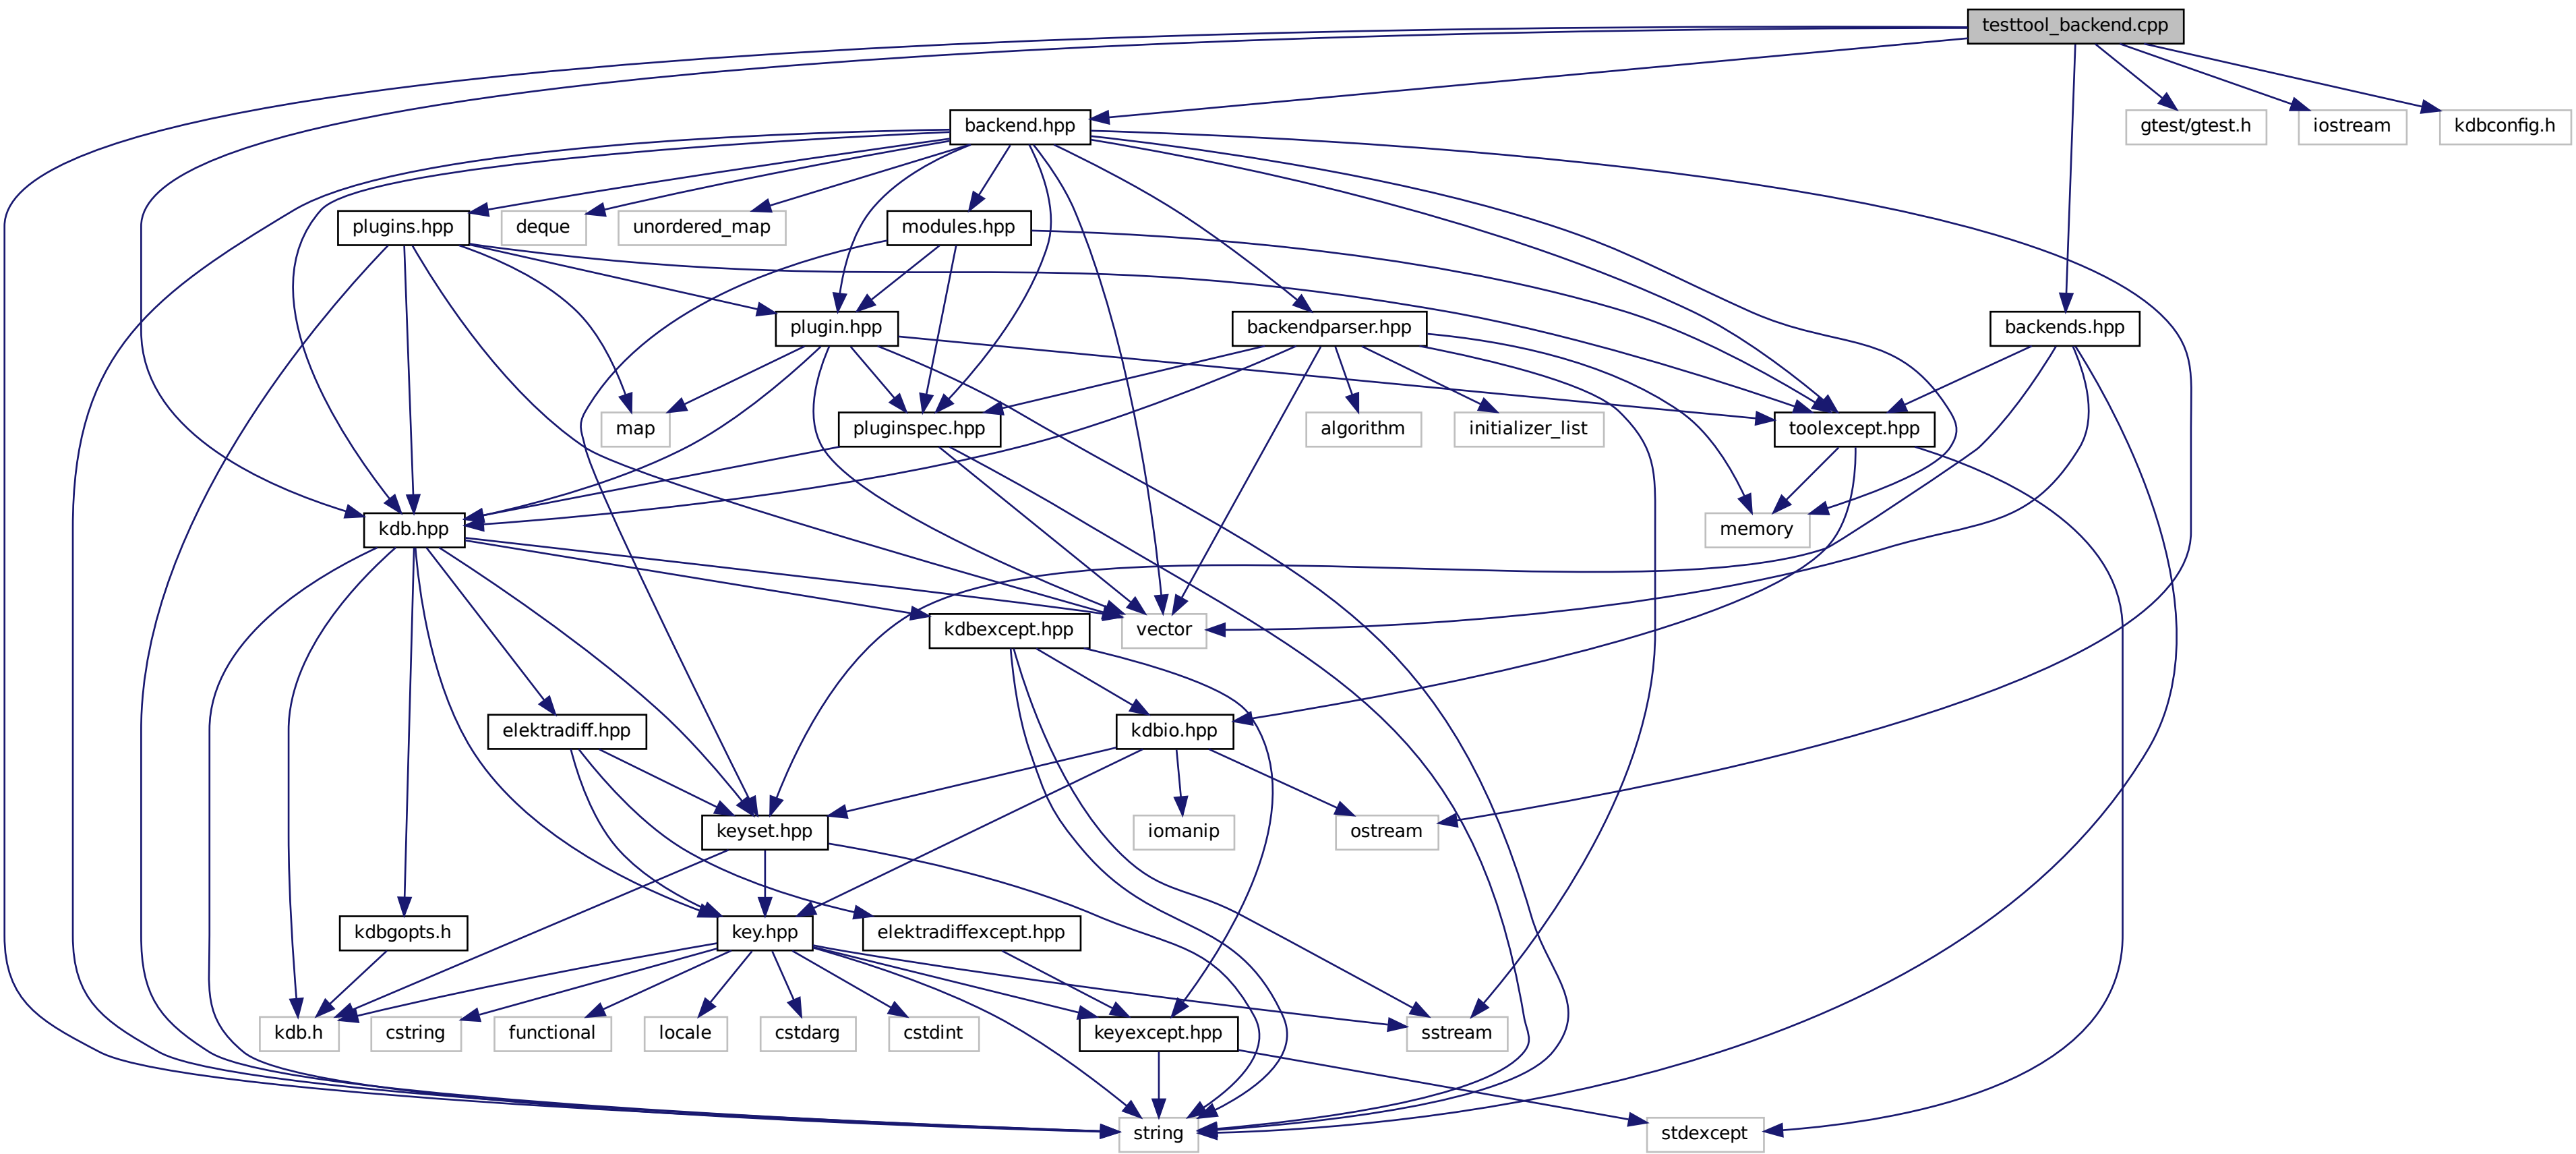 testtool_backend.cpp
backend.hpp
gtest/gtest.h
iostream
kdbconfig.h
plugins.hpp
deque
unordered_map
modules.hpp
plugin.hpp
backendparser.hpp
backends.hpp
map
pluginspec.hpp
algorithm
initializer_list
toolexcept.hpp
kdb.hpp
memory
kdbexcept.hpp
vector
elektradiff.hpp
kdbio.hpp
keyset.hpp
iomanip
ostream
kdbgopts.h
key.hpp
elektradiffexcept.hpp
kdb.h
cstring
functional
locale
cstdarg
cstdint
keyexcept.hpp
sstream
string
stdexcept